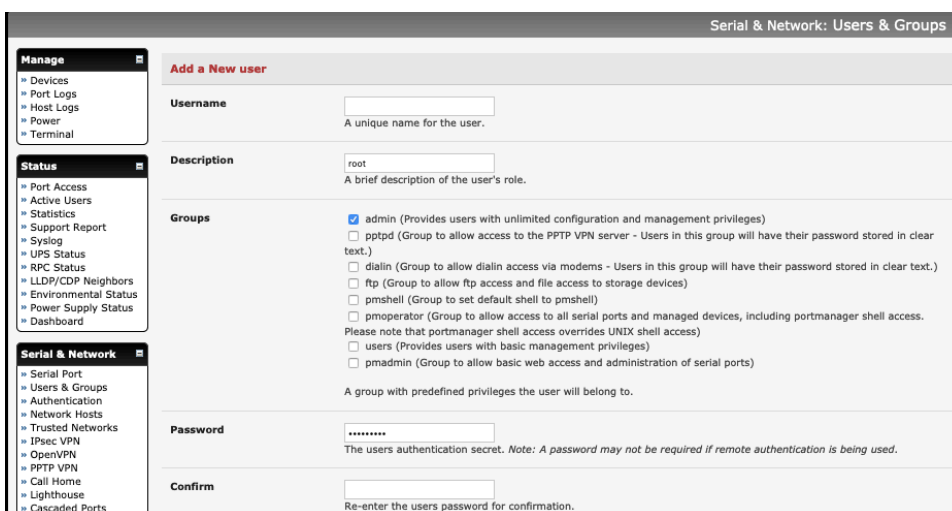 Serial & Network: Users & Groups
Manage
Devices
Port Logs
Host Logs
Power
Terminal
Status
Port Access
Active Users
Statistics
Support Report
Syslog
UPS Status
RPC Status
LLDP/CDP Neighbors
Environmental Status
Power Supply Status
Dashboard
Serial & Network
Serial Port
Users & Groups
Authentication
Network Hosts
Trusted Networks
IPsec VPN
OpenVPN
PPTP VPN
Call Home
Lighthouse
Cascaded Ports
Add a New user
Username
A unique name for the user.
Description
root
A brief description of the user's role.
Groups
admin (Provides users with unlimited configuration and management privileges)
pptpd (Group to allow access to the PPTP VPN server - Users in this group will have their password stored in clear
text.)
dialin (Group to allow dialin access via modems - Users in this group will have their password stored in clear text.)
ftp (Group to allow ftp access and file access to storage devices)
pmshell (Group to set default shell to pmshell)
pmoperator (Group to allow access to all serial ports and managed devices, including portmanager shell access.
Please note that portmanager shell access overrides UNIX shell access)
users (Provides users with basic management privileges)
pmadmin (Group to allow basic web access and administration of serial ports)
A group with predefined privileges the user will belong to.
Password
•••••••••
The users authentication secret. Note: A password may not be required if remote authentication is being used.
Confirm
Re-enter the users password for confirmation.